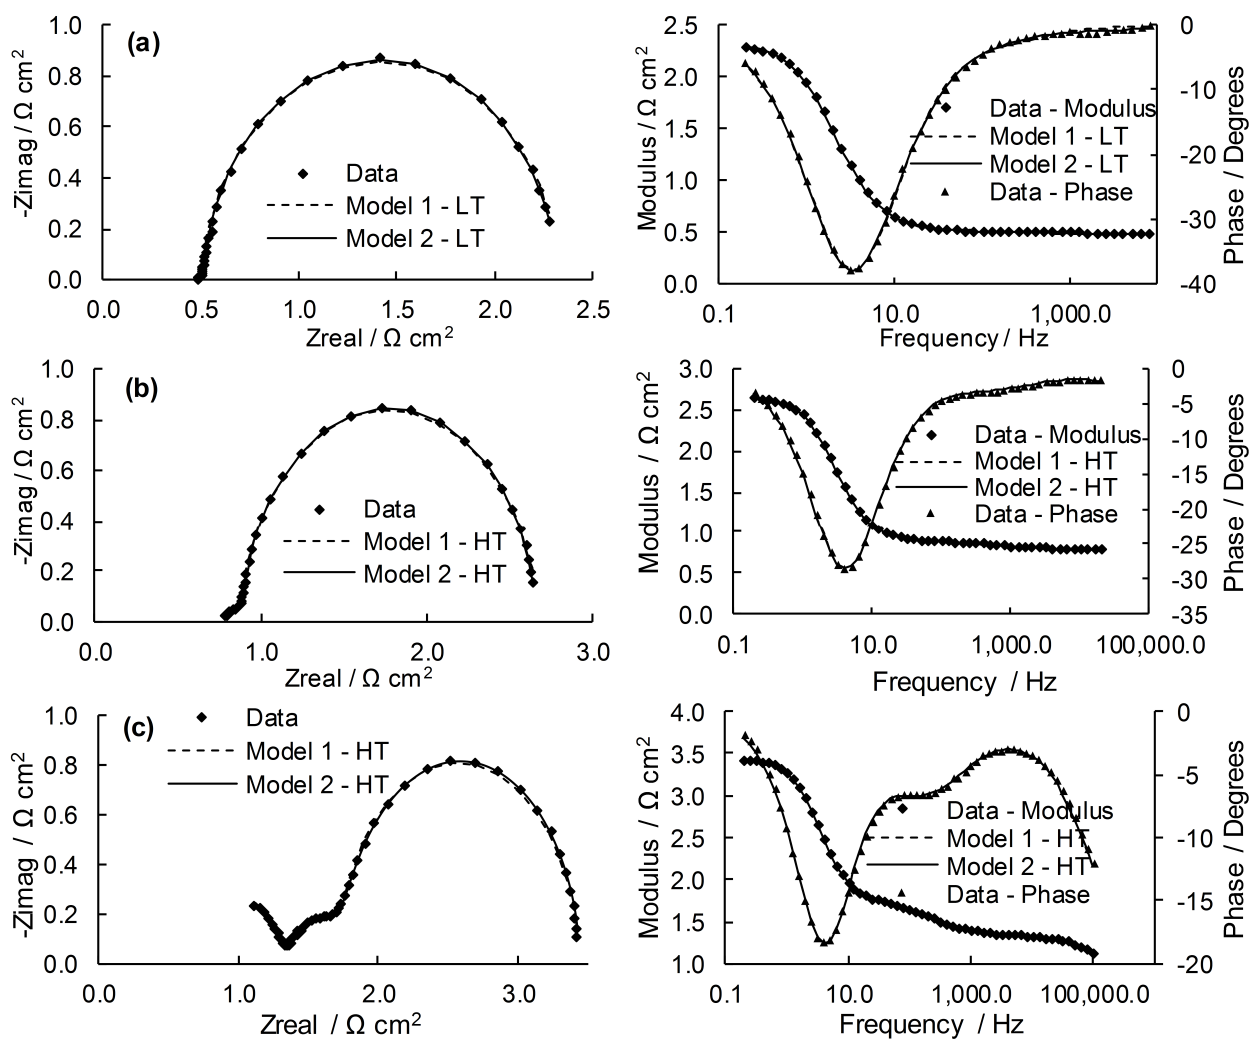 (a)
-Zimag / Ω cm²
1.0
0.8
0.6
0.4
0.2
0.0
Data
Model 1 - LT
Model 2 - LT
0.0 0.5 1.0 1.5 2.0 2.5
Zreal / Ω cm²
Modulus / Ω cm²
2.5
2.0
1.5
1.0
0.5
0.0
Data - Modulus
Model 1 - LT
Model 2 - LT
Data - Phase
0
-10
-20
-30
-40
Phase / Degrees
0.1 10.0 1,000.0
Frequency / Hz
(b)
-Zimag / Ω cm²
1.0
0.8
0.6
0.4
0.2
0.0
Data
Model 1 - HT
Model 2 - HT
0.0 1.0 2.0 3.0
Zreal / Ω cm²
Modulus / Ω cm²
3.0
2.5
2.0
1.5
1.0
0.5
0.0
Data - Modulus
Model 1 - HT
Model 2 - HT
Data - Phase
0
-5
-10
-15
-20
-25
-30
-35
Phase / Degrees
0.1 10.0 1,000.0 100,000.0
Frequency / Hz
(c)
-Zimag / Ω cm²
1.0
0.8
0.6
0.4
0.2
0.0
Data
Model 1 - HT
Model 2 - HT
0.0 1.0 2.0 3.0
Zreal / Ω cm²
Modulus / Ω cm²
4.0
3.5
3.0
2.5
2.0
1.5
1.0
Data - Modulus
Model 1 - HT
Model 2 - HT
Data - Phase
0
-5
-10
-15
-20
Phase / Degrees
0.1 10.0 1,000.0 100,000.0
Frequency / Hz